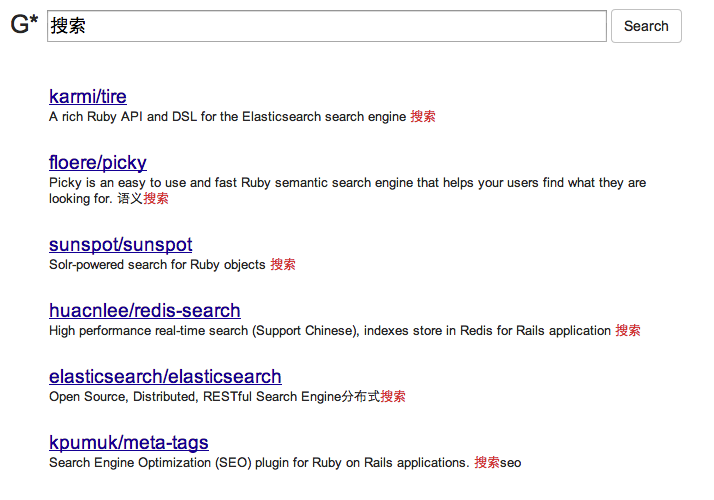 G* 搜索 Search
karmi/tire
A rich Ruby API and DSL for the Elasticsearch search engine 搜索
floere/picky
Picky is an easy to use and fast Ruby semantic search engine that helps your users find what they are
looking for. 语义搜索
sunspot/sunspot
Solr-powered search for Ruby objects 搜索
huacnlee/redis-search
High performance real-time search (Support Chinese), indexes store in Redis for Rails application 搜索
elasticsearch/elasticsearch
Open Source, Distributed, RESTful Search Engine分布式搜索
kpumuk/meta-tags
Search Engine Optimization (SEO) plugin for Ruby on Rails applications. 搜索seo